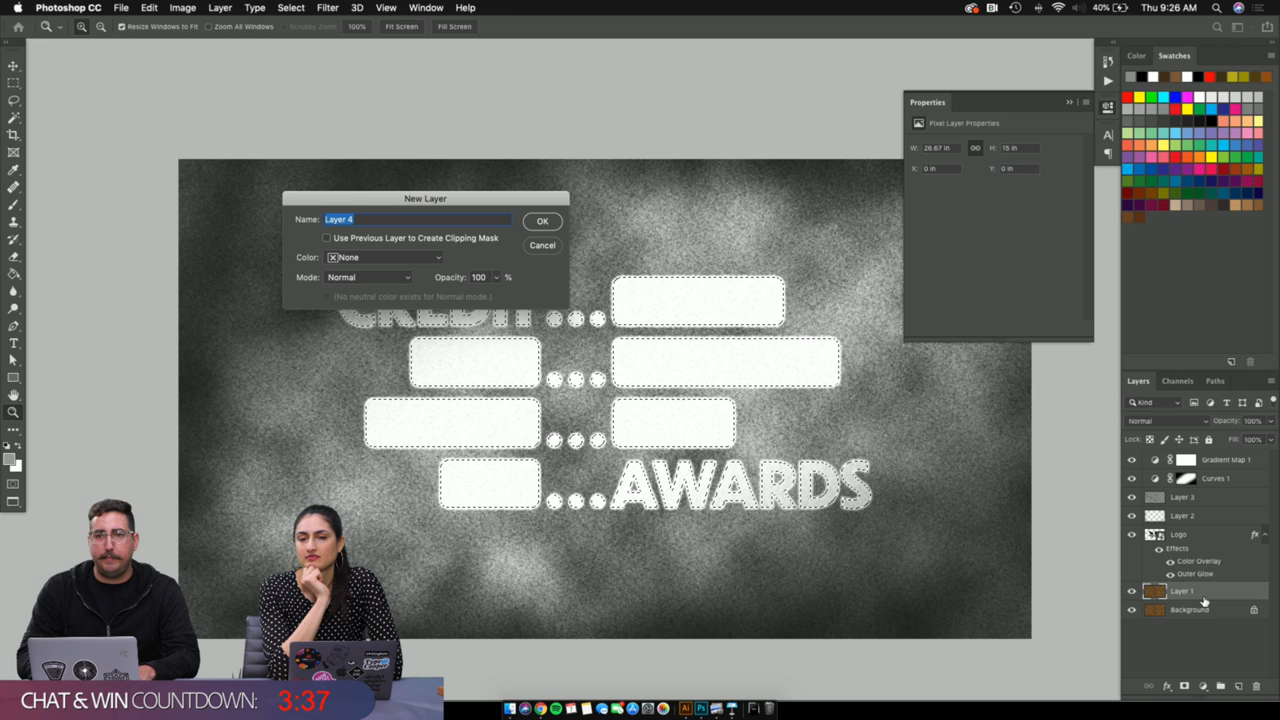 Photoshop CC File Edit Image Layer Type Select Filter 3D View Window Help 40% Thu 9:26 AM
Resize Windows to Fit Zoom All Windows Scrubby Zoom 100% Fit Screen Fill Screen
Color Swatches
Properties
Pixel Layer Properties
W: 26.67 in H: 15 in
X: 0 in Y: 0 in
New Layer
Name: Layer 4 OK
Use Previous Layer to Create Clipping Mask
Cancel
Color: None
Mode: Normal Opacity: 100 %
(No neutral color exists for Normal mode.)
CREDIT...
AWARDS
Layers Channels Paths
Kind
Normal Opacity: 100%
Lock: Fill: 100%
Gradient Map 1
Curves 1
Layer 3
Layer 2
Logo fx
Effects
Color Overlay
Outer Glow
Layer 1
Background
fx
CHAT & WIN COUNTDOWN: 3:37